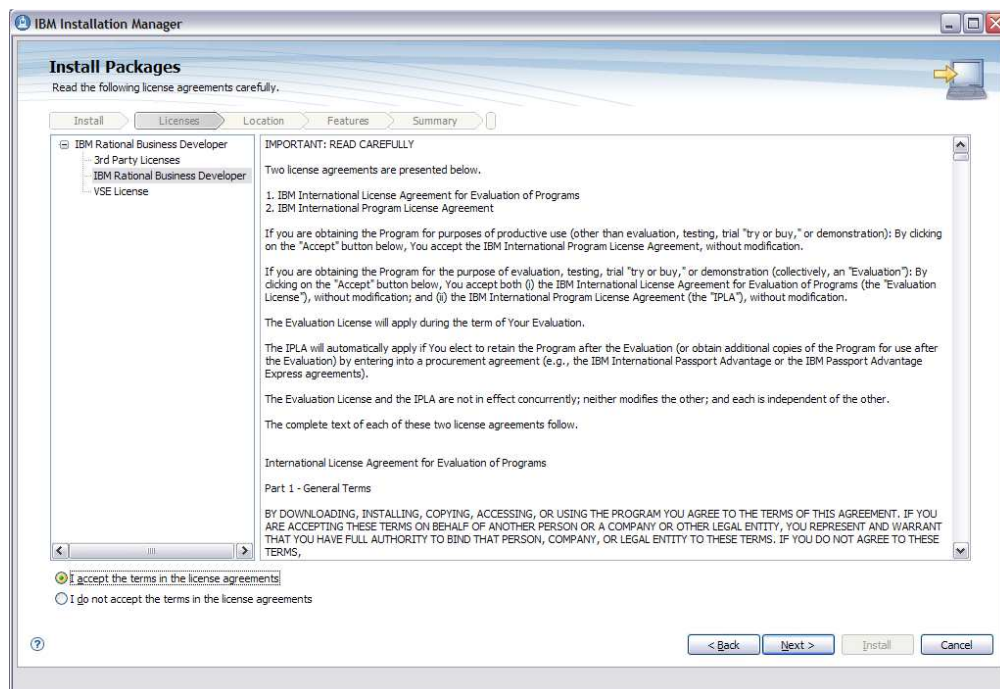 IBM Installation Manager
Install Packages
Read the following license agreements carefully.
Install
Licenses
Location
Features
Summary
IBM Rational Business Developer
3rd Party Licenses
IBM Rational Business Developer
VSE License
IMPORTANT: READ CAREFULLY
Two license agreements are presented below.
1. IBM International License Agreement for Evaluation of Programs
2. IBM International Program License Agreement
If you are obtaining the Program for purposes of productive use (other than evaluation, testing, trial "try or buy," or demonstration): By clicking
on the "Accept" button below, You accept the IBM International Program License Agreement, without modification.
If you are obtaining the Program for the purpose of evaluation, testing, trial "try or buy," or demonstration (collectively, an "Evaluation"): By
clicking on the "Accept" button below, You accept both (i) the IBM International License Agreement for Evaluation of Programs (the "Evaluation
License"), without modification; and (ii) the IBM International Program License Agreement (the "IPLA"), without modification.
The Evaluation License will apply during the term of Your Evaluation.
The IPLA will automatically apply if You elect to retain the Program after the Evaluation (or obtain additional copies of the Program for use after
the Evaluation) by entering into a procurement agreement (e.g., the IBM International Passport Advantage or the IBM Passport Advantage
Express agreements).
The Evaluation License and the IPLA are not in effect concurrently; neither modifies the other; and each is independent of the other.
The complete text of each of these two license agreements follow.
International License Agreement for Evaluation of Programs
Part 1 - General Terms
BY DOWNLOADING, INSTALLING, COPYING, ACCESSING, OR USING THE PROGRAM YOU AGREE TO THE TERMS OF THIS AGREEMENT. IF YOU
ARE ACCEPTING THESE TERMS ON BEHALF OF ANOTHER PERSON OR A COMPANY OR OTHER LEGAL ENTITY, YOU REPRESENT AND WARRANT
THAT YOU HAVE FULL AUTHORITY TO BIND THAT PERSON, COMPANY, OR LEGAL ENTITY TO THESE TERMS. IF YOU DO NOT AGREE TO THESE
TERMS,
I accept the terms in the license agreements
I do not accept the terms in the license agreements
?
< Back
Next >
Install
Cancel